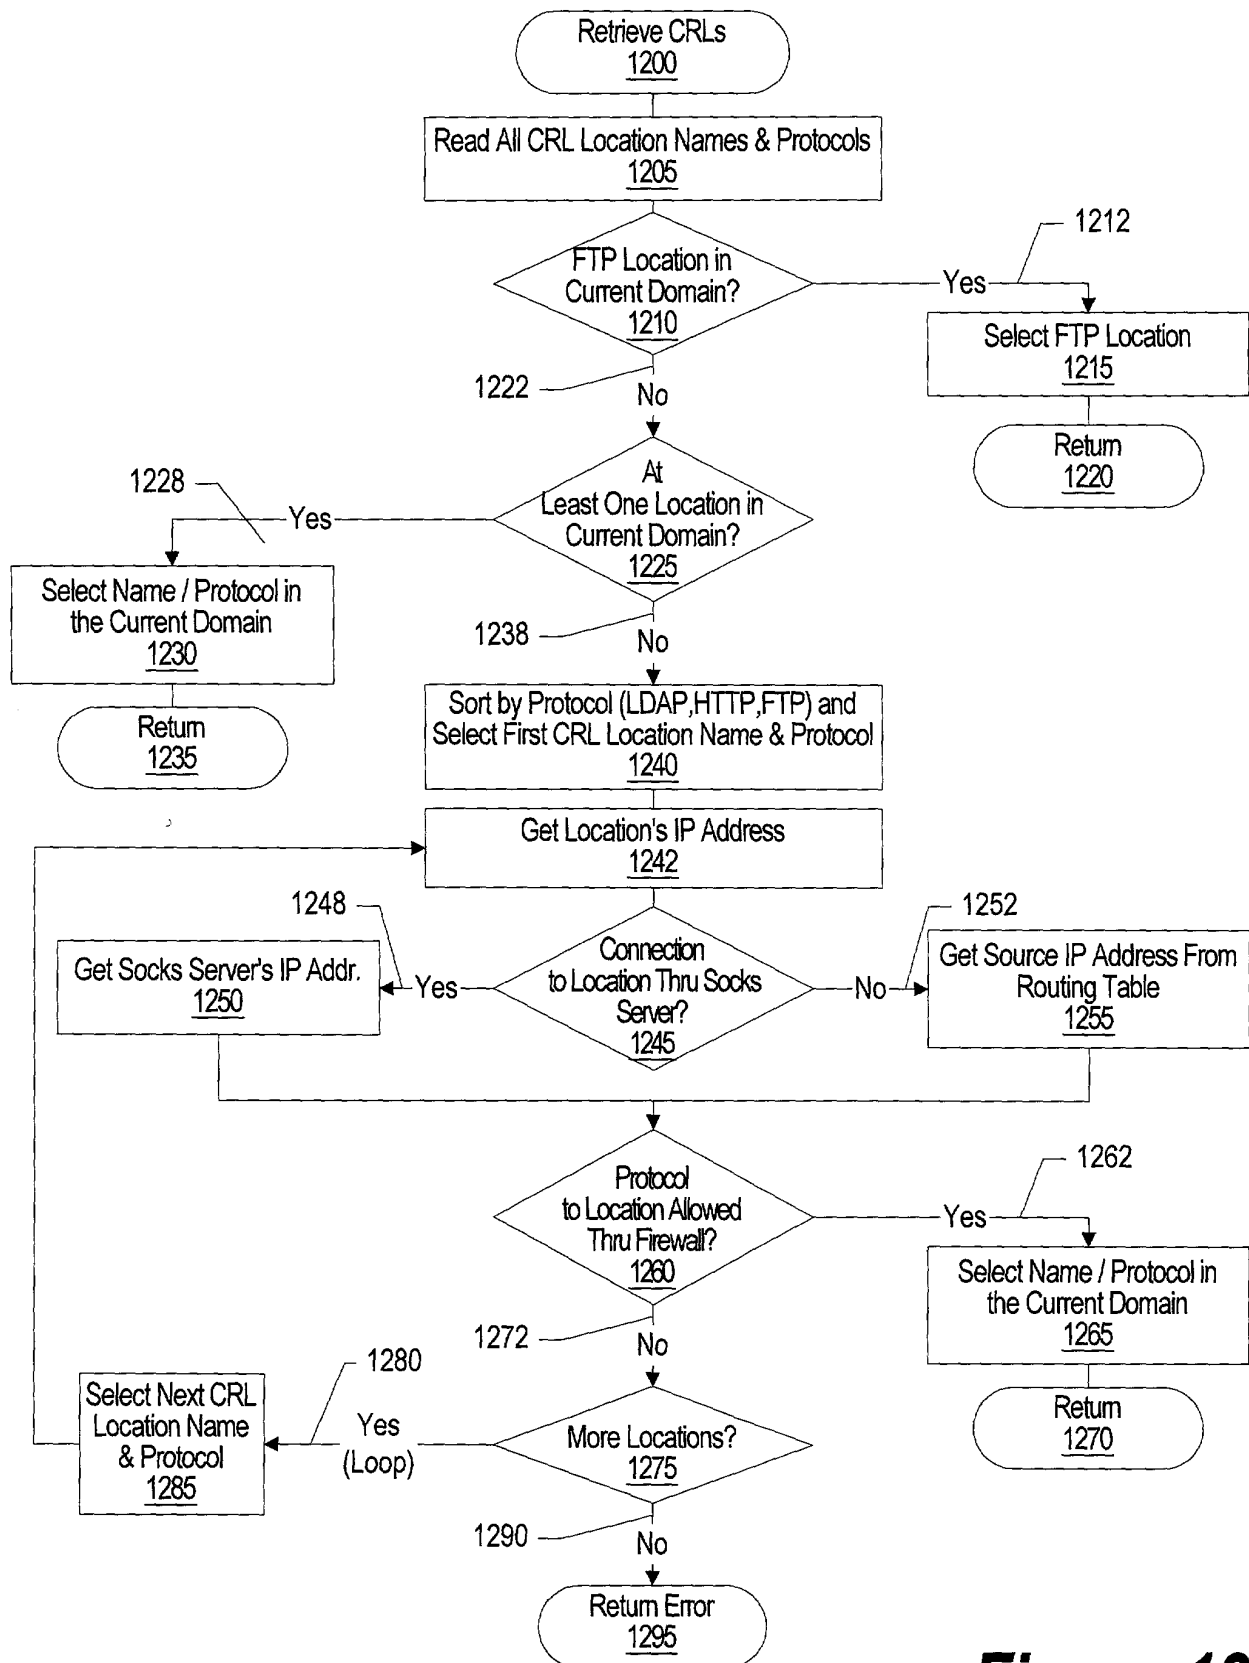 Retrieve CRLs
1200
Read All CRL Location Names & Protocols
1205
FTP Location in
Current Domain?
1210
1212
Yes
Select FTP Location
1215
Return
1220
1222
No
At
Least One Location in
Current Domain?
1225
1228
Yes
Select Name / Protocol in
the Current Domain
1230
Return
1235
1238
No
Sort by Protocol (LDAP,HTTP,FTP) and
Select First CRL Location Name & Protocol
1240
Get Location's IP Address
1242
Connection
to Location Thru Socks
Server?
1245
1248
Yes
Get Socks Server's IP Addr.
1250
1252
No
Get Source IP Address From
Routing Table
1255
Protocol
to Location Allowed
Thru Firewall?
1260
1262
Yes
Select Name / Protocol in
the Current Domain
1265
Return
1270
1272
No
More Locations?
1275
1280
Yes
(Loop)
Select Next CRL
Location Name
& Protocol
1285
1290
No
Return Error
1295